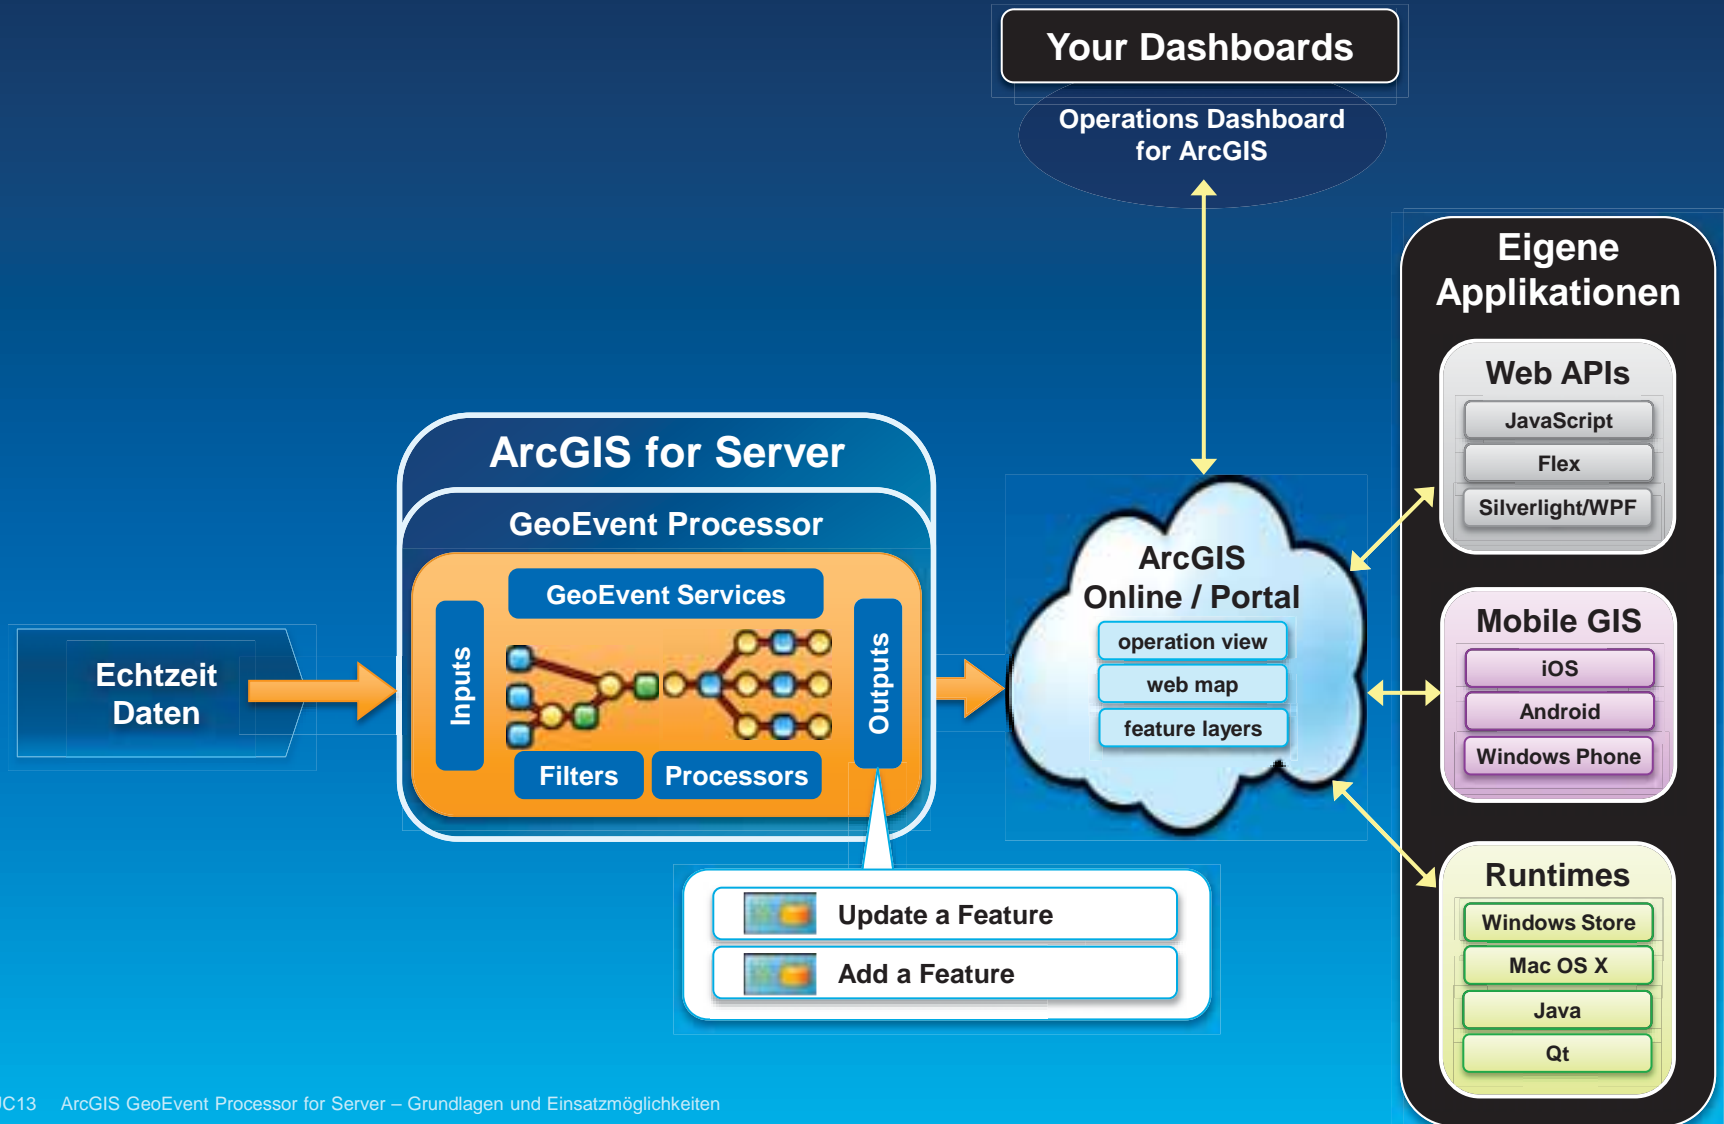 Your Dashboards
Operations Dashboard
for ArcGIS
Eigene
Applikationen
Web APIs
JavaScript
Flex
Silverlight/WPF
Mobile GIS
iOS
Android
Windows Phone
Runtimes
Windows Store
Mac OS X
Java
Qt
ArcGIS for Server
GeoEvent Processor
GeoEvent Services
Inputs
Outputs
Filters
Processors
Echtzeit
Daten
ArcGIS
Online / Portal
operation view
web map
feature layers
Update a Feature
Add a Feature
ArcGIS GeoEvent Processor for Server – Grundlagen und Einsatzmöglichkeiten